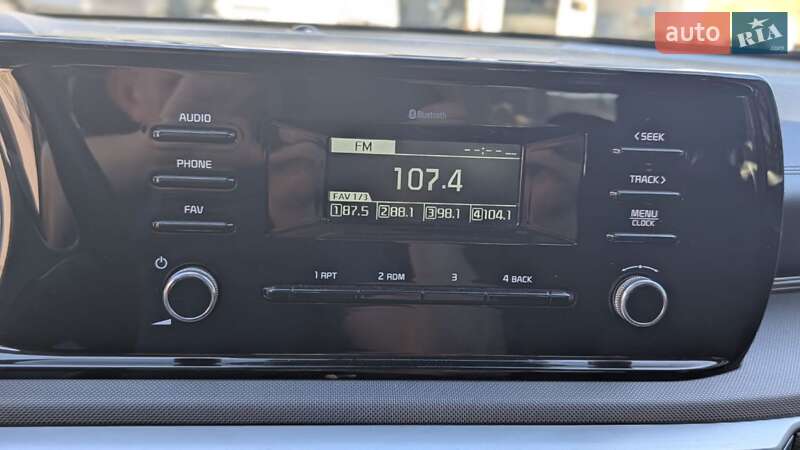 auto RIA
.com
Bluetooth
AUDIO
PHONE
FAV
FM --:-- --
107.4
FAV 1/3
1 87.5 2 88.1 3 98.1 4 104.1
< SEEK
TRACK >
MENU
CLOCK
1 RPT 2 RDM 3 4 BACK